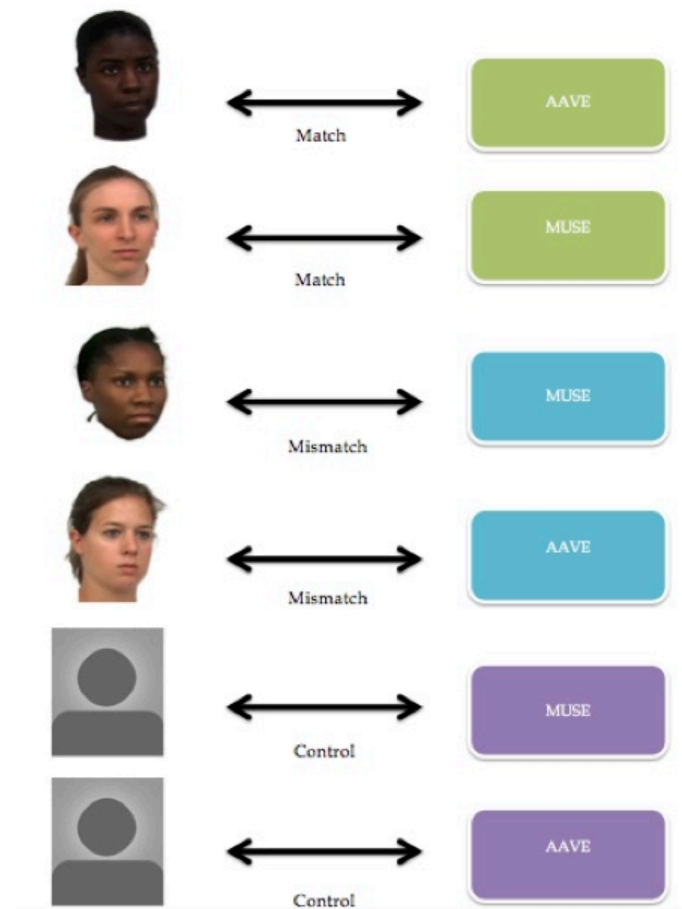 AAVE
Match
MUSE
Match
MUSE
Mismatch
AAVE
Mismatch
MUSE
Control
AAVE
Control